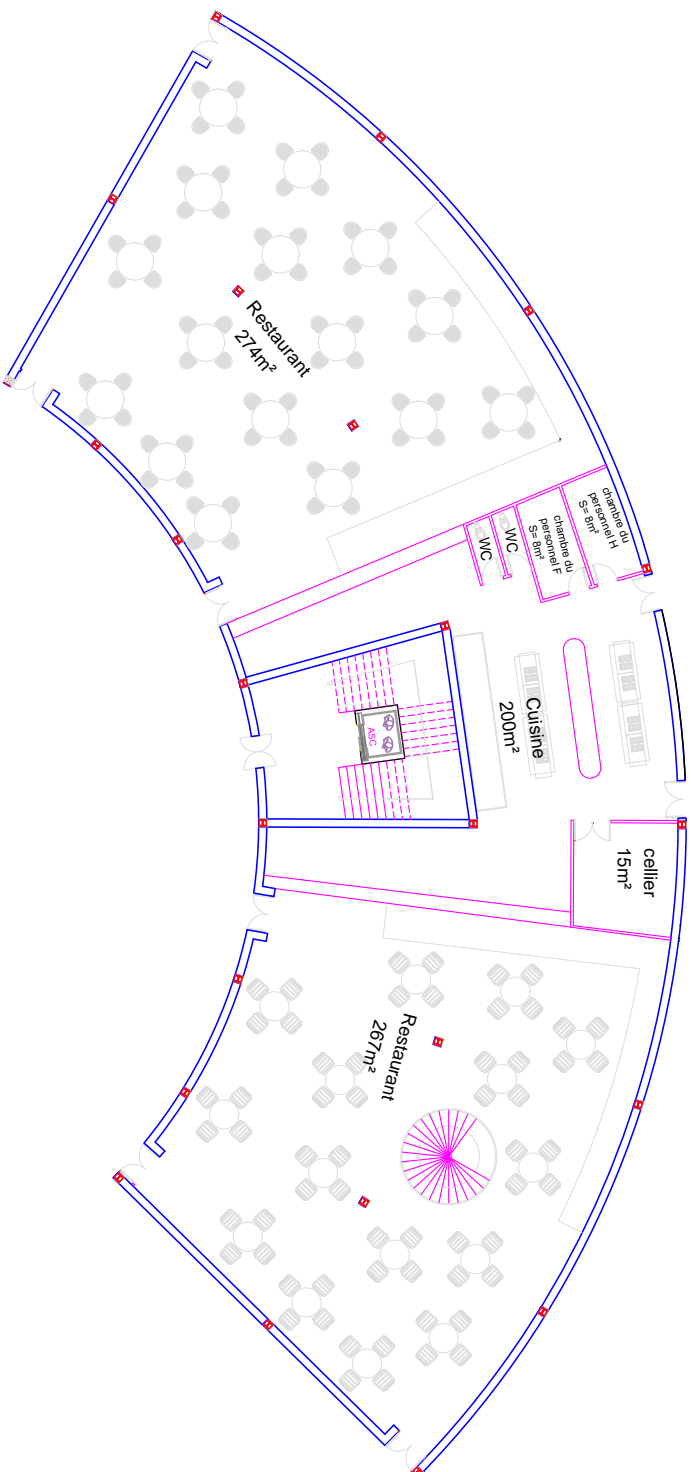 Restaurant
274m²
chambre du
personnel H
S= 8m²
chambre du
personnel F
S= 8m²
WC
WC
Cuisine
200m²
ASC
cellier
15m²
Restaurant
267m²